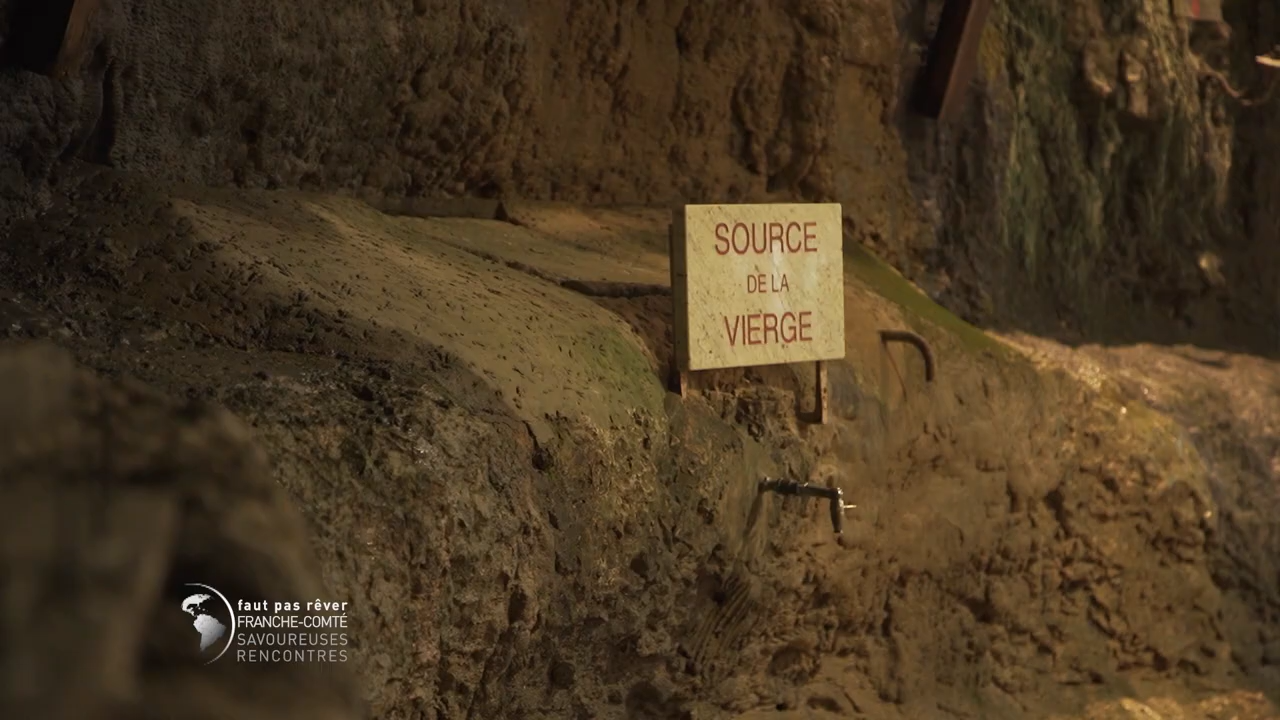 SOURCE
DE LA
VIERGE
faut pas rêver
FRANCHE-COMTÉ
SAVOUREUSES
RENCONTRES